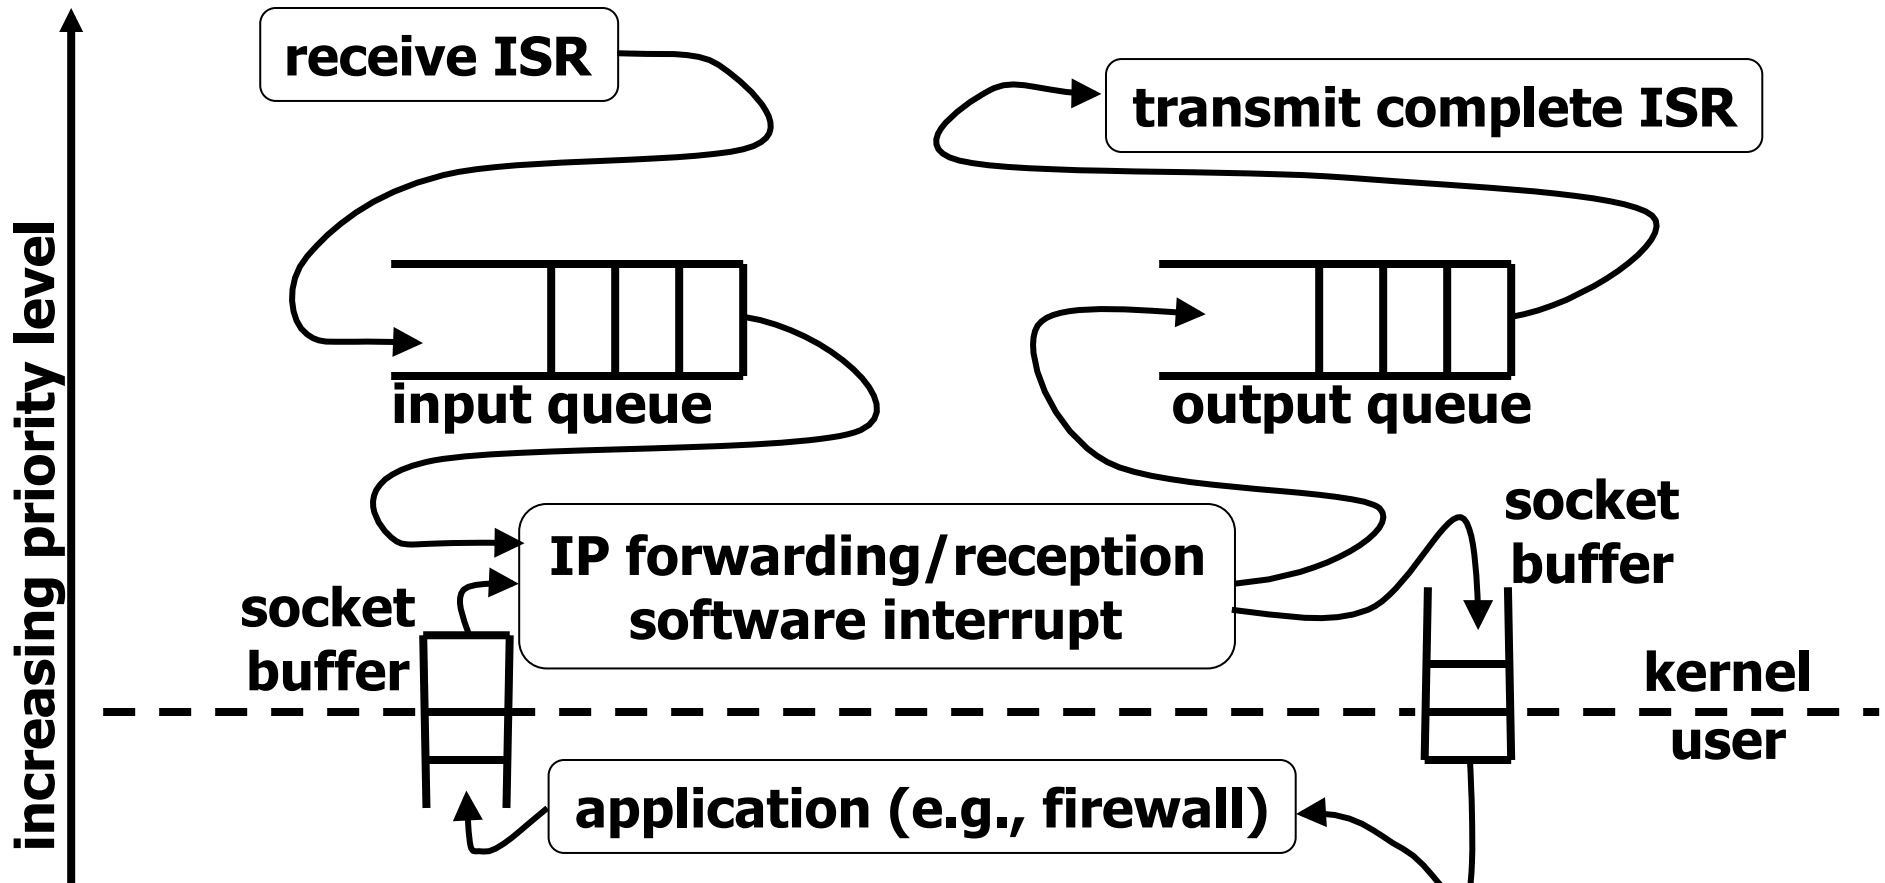 receive ISR
transmit complete ISR
increasing priority level
input queue
output queue
socket
buffer
IP forwarding/reception
software interrupt
socket
buffer
kernel
user
application (e.g., firewall)